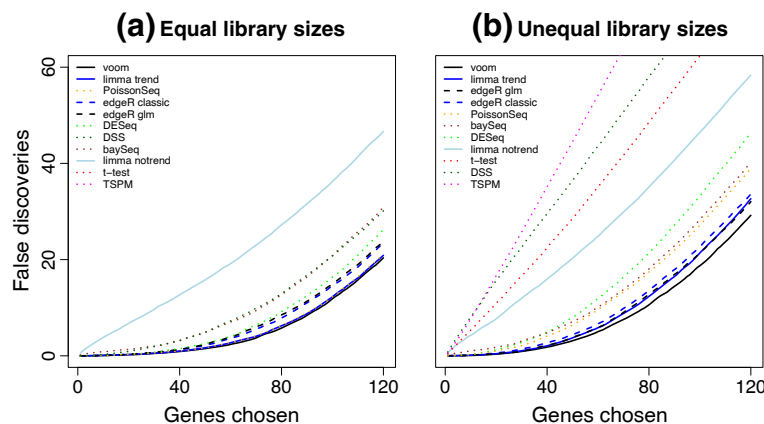 (a) Equal library sizes
False discoveries
60
40
20
0
voom
limma trend
PoissonSeq
edgeR classic
edgeR glm
DESeq
DSS
baySeq
limma notrend
t−test
TSPM
0 40 80 120
Genes chosen
(b) Unequal library sizes
voom
limma trend
edgeR glm
edgeR classic
PoissonSeq
baySeq
DESeq
limma notrend
t−test
DSS
TSPM
0 40 80 120
Genes chosen